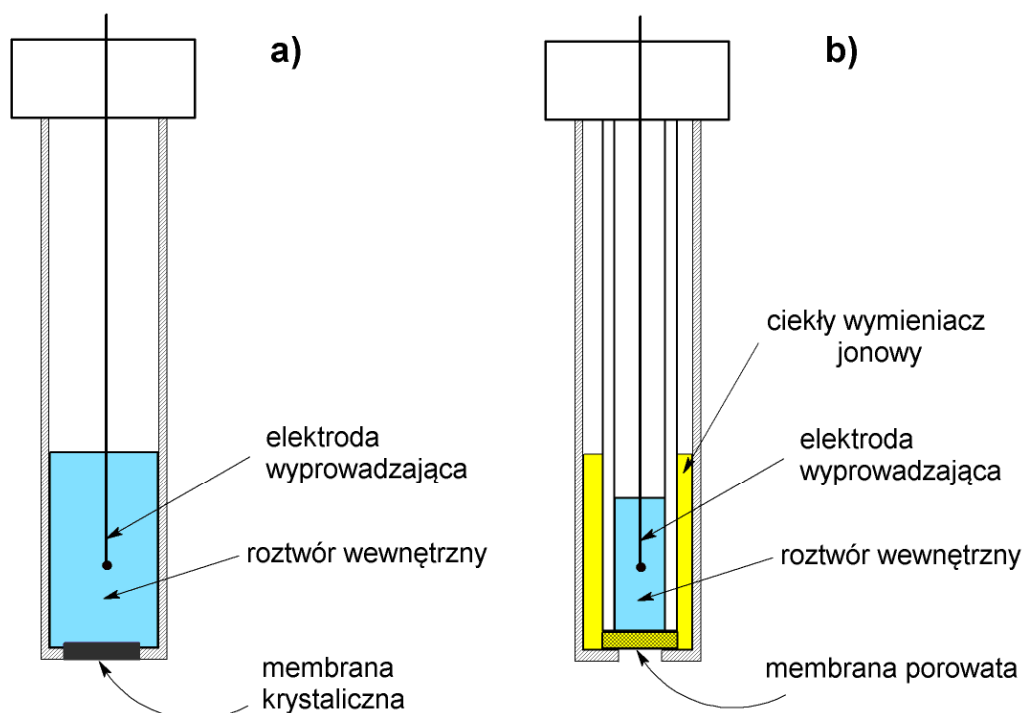 a)
elektroda
wyprowadzająca
roztwór wewnętrzny
membrana
krystaliczna
b)
ciekły wymieniacz
jonowy
elektroda
wyprowadzająca
roztwór wewnętrzny
membrana porowata